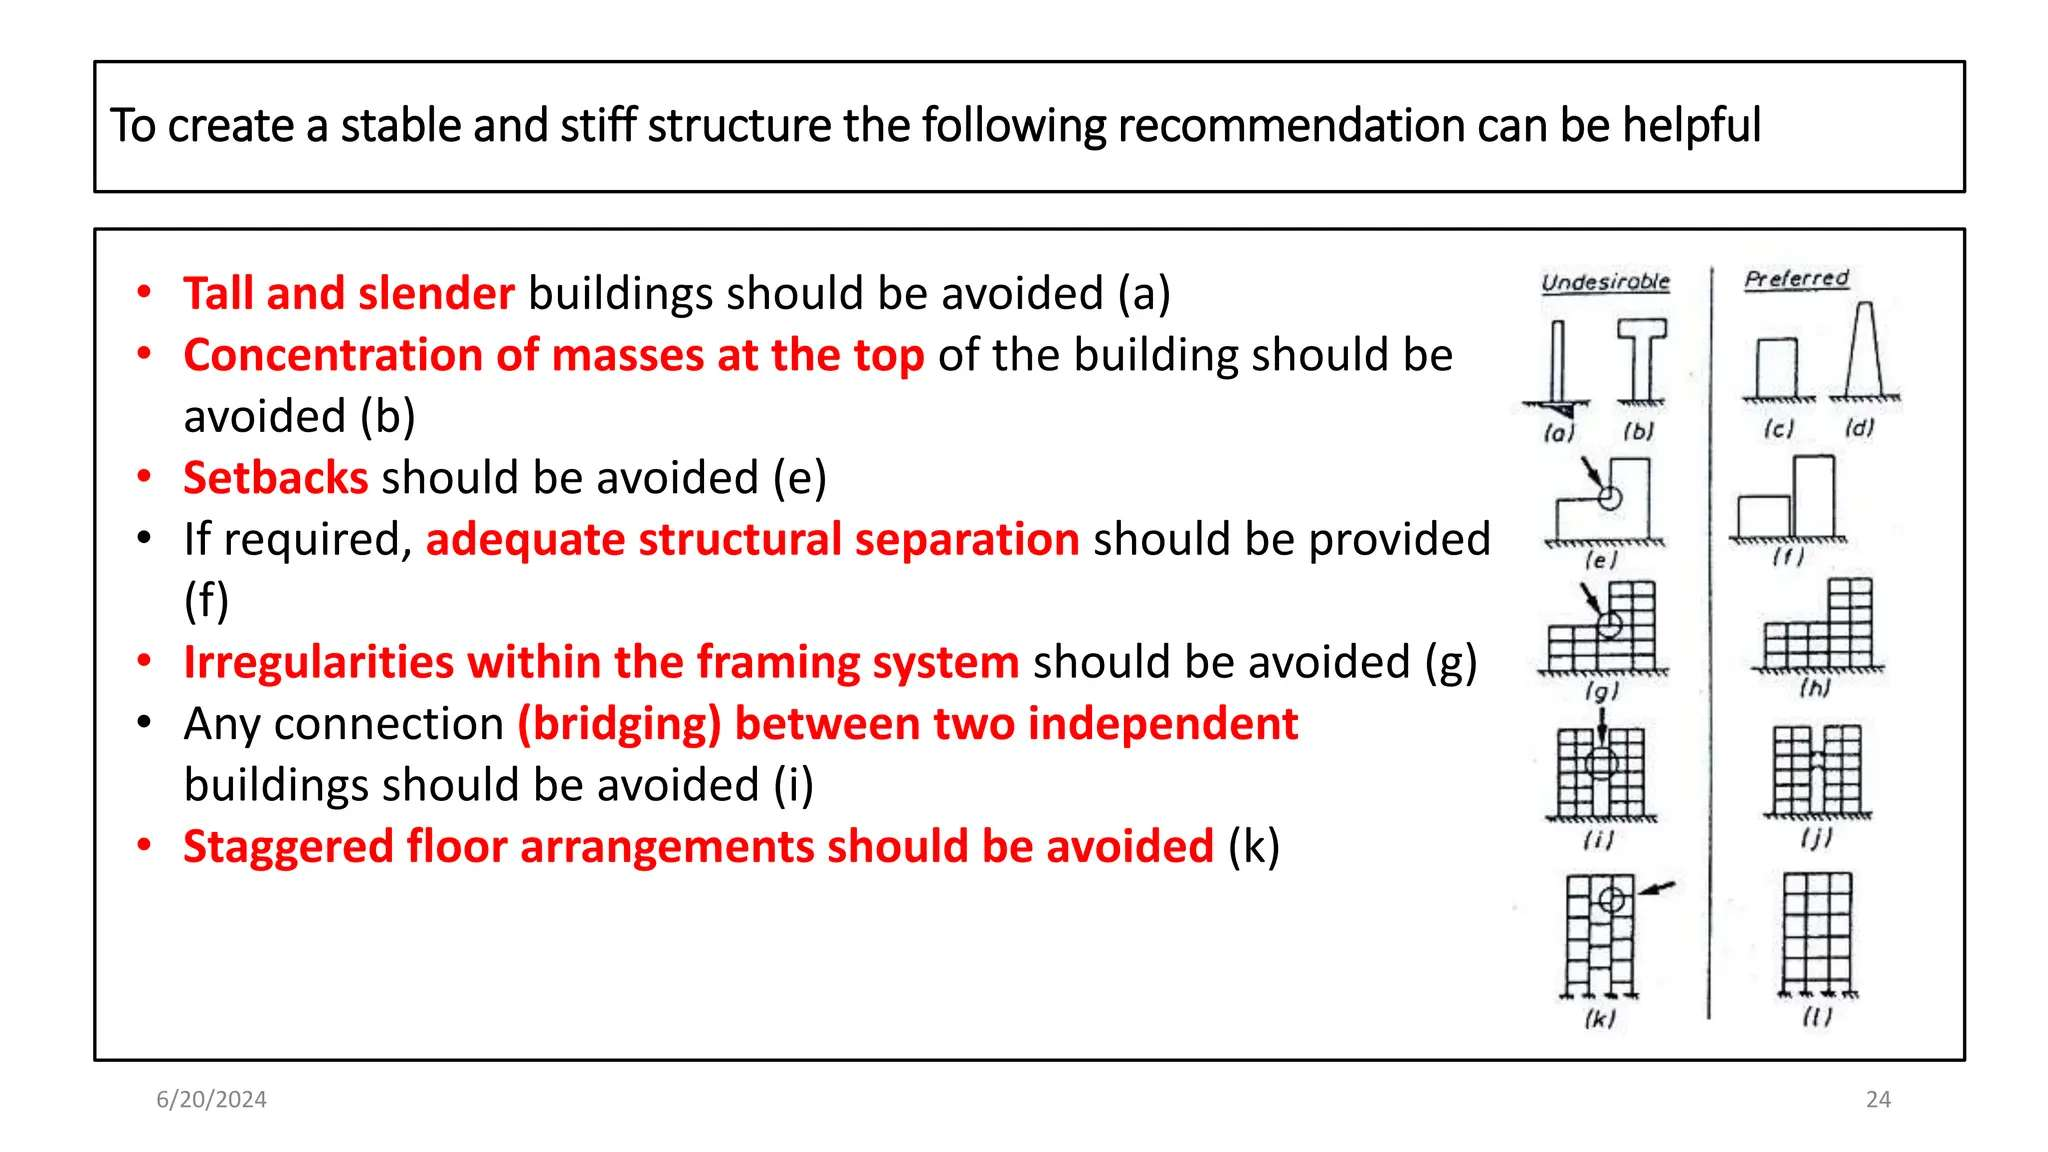 To create a stable and stiff structure the following recommendation can be helpful
• Tall and slender buildings should be avoided (a)
• Concentration of masses at the top of the building should be
avoided (b)
• Setbacks should be avoided (e)
• If required, adequate structural separation should be provided
(f)
• Irregularities within the framing system should be avoided (g)
• Any connection (bridging) between two independent
buildings should be avoided (i)
• Staggered floor arrangements should be avoided (k)
Undesirable Preferred
(a) (b) (c) (d)
(e) (f)
(g) (h)
(i) (j)
(k) (l)
6/20/2024 24